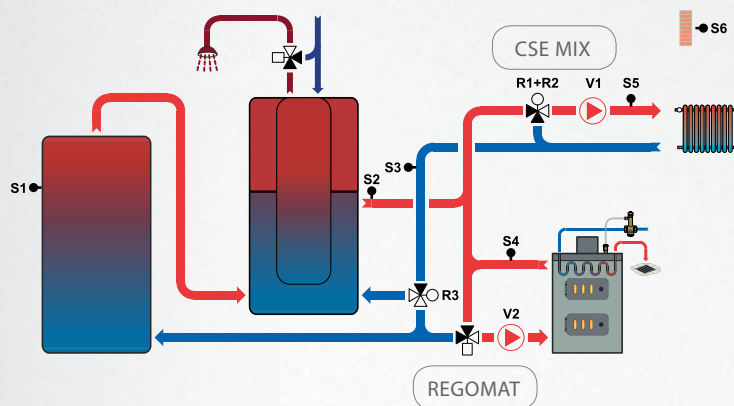 CSE MIX
S6
R1+R2
V1
S5
S3
S2
S1
S4
R3
V2
REGOMAT